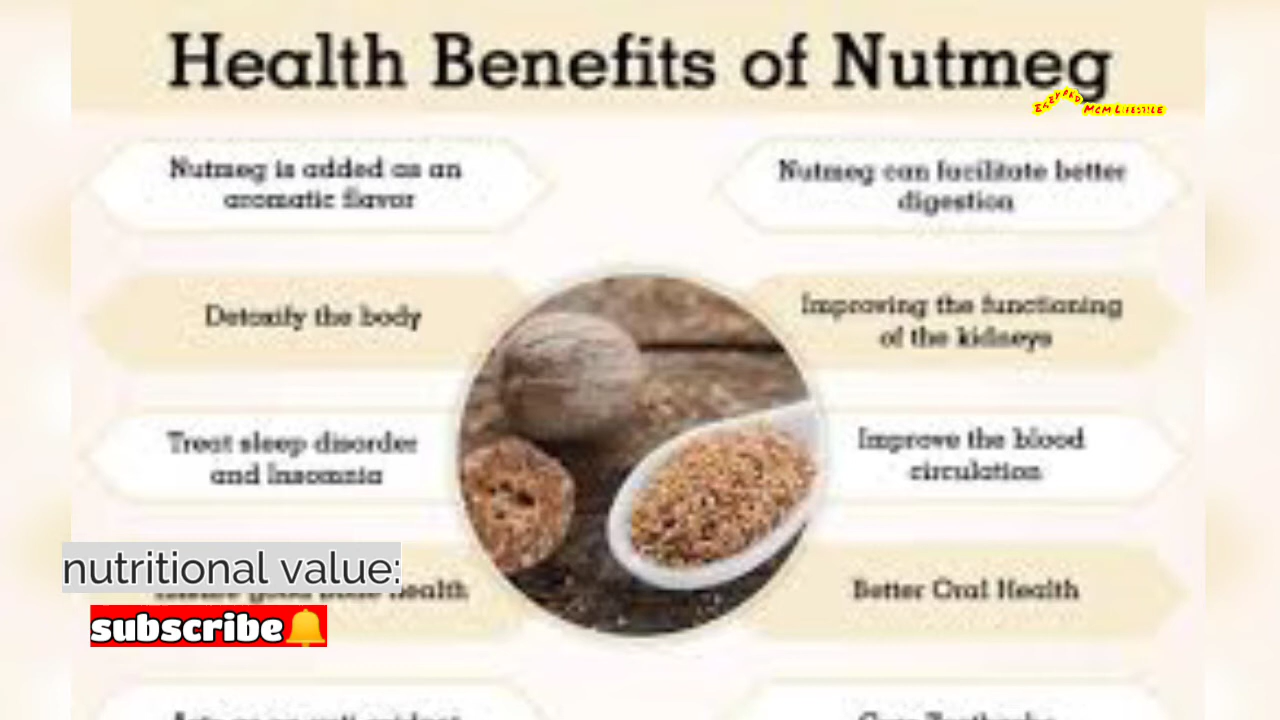 Health Benefits of Nutmeg
Nutmeg is added as an
aromatic flavor
Nutmeg can facilitate better
digestion
Detoxify the body
Improving the functioning
of the kidneys
Treat sleep disorder
and Insomnia
Improve the blood
circulation
nutritional value:
health
Better Oral Health
subscribe